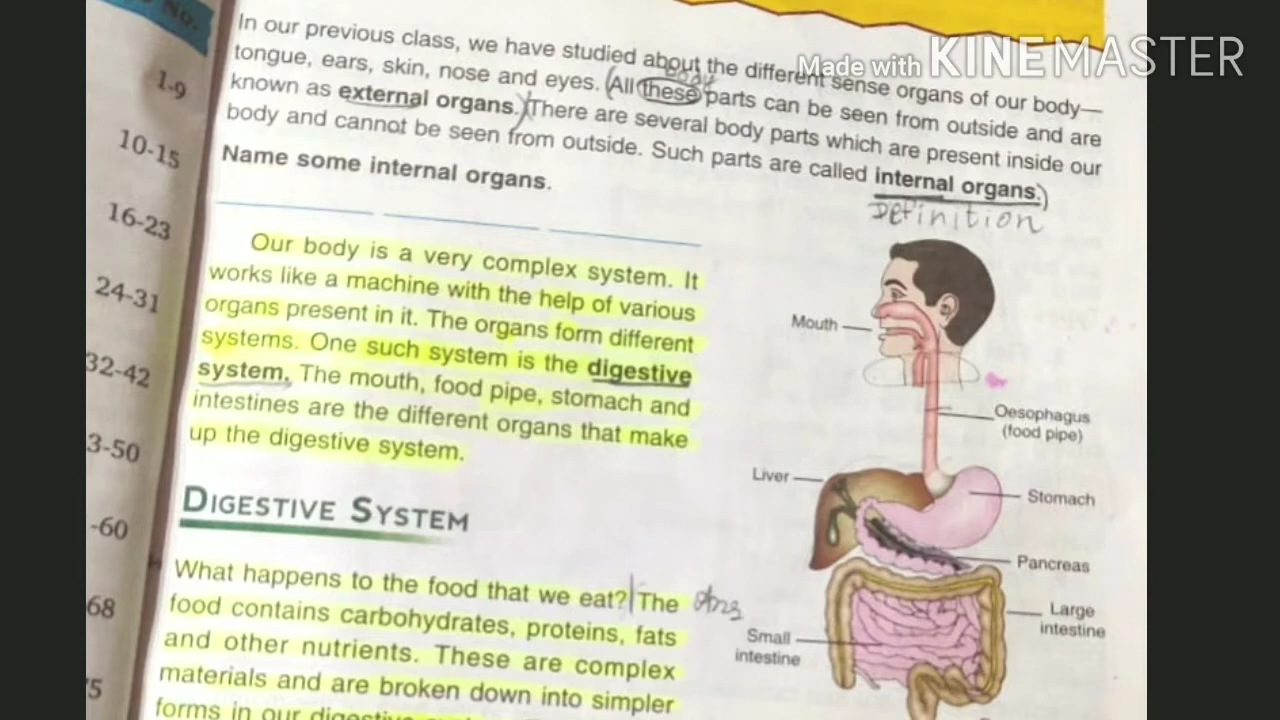 No.
1-9
10-15
16-23
24-31
32-42
3-50
-60
68
75
Made with KINEMASTER
In our previous class, we have studied about the different sense organs of our body—
tongue, ears, skin, nose and eyes. (All these parts can be seen from outside and are
body
known as external organs.) There are several body parts which are present inside our
body and cannot be seen from outside. Such parts are called internal organs.)
Definition
Name some internal organs.
Our body is a very complex system. It
works like a machine with the help of various
organs present in it. The organs form different
systems. One such system is the digestive
system. The mouth, food pipe, stomach and
intestines are the different organs that make
up the digestive system.
DIGESTIVE SYSTEM
What happens to the food that we eat? The
Ans
food contains carbohydrates, proteins, fats
and other nutrients. These are complex
materials and are broken down into simpler
forms in our digestive
Mouth
Oesophagus
(food pipe)
Liver
Stomach
Pancreas
Large
intestine
Small
intestine